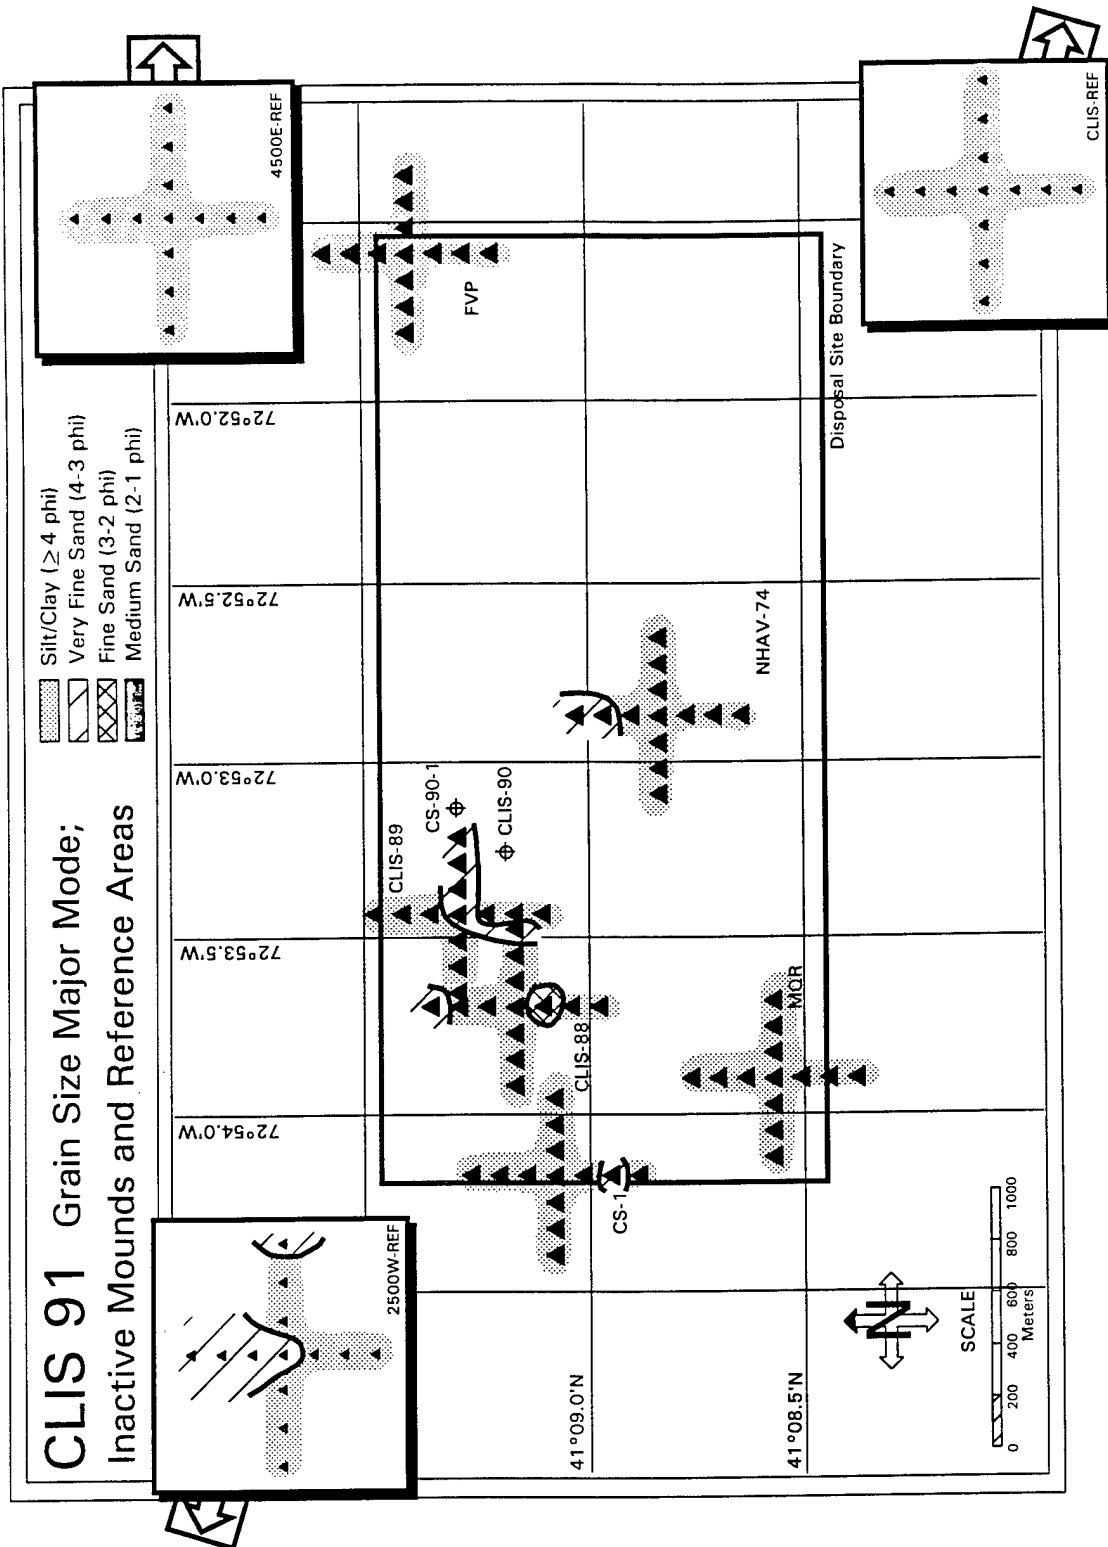 CLIS 91 Grain Size Major Mode;
Inactive Mounds and Reference Areas
Silt/Clay (≥4 phi)
Very Fine Sand (4-3 phi)
Fine Sand (3-2 phi)
Medium Sand (2-1 phi)
2500W-REF
4500E-REF
CLIS-REF
72°54.0'W
72°53.5'W
72°53.0'W
72°52.5'W
72°52.0'W
CLIS-89
CS-90-1
CLIS-90
FVP
CLIS-88
CS-1
NHAV-74
MQR
Disposal Site Boundary
41°09.0'N
41°08.5'N
N
SCALE
0 200 400 600 800 1000
Meters